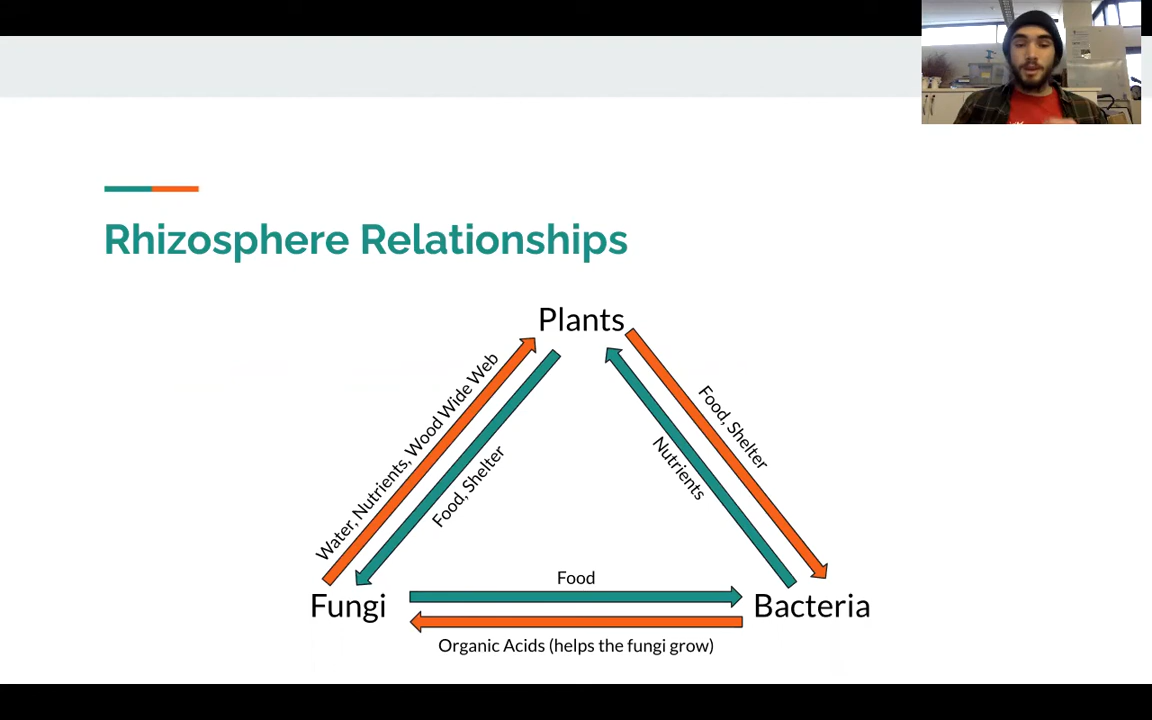 Rhizosphere Relationships
Plants
Water, Nutrients, Wood Wide Web
Food, Shelter
Nutrients
Food, Shelter
Food
Fungi
Bacteria
Organic Acids (helps the fungi grow)